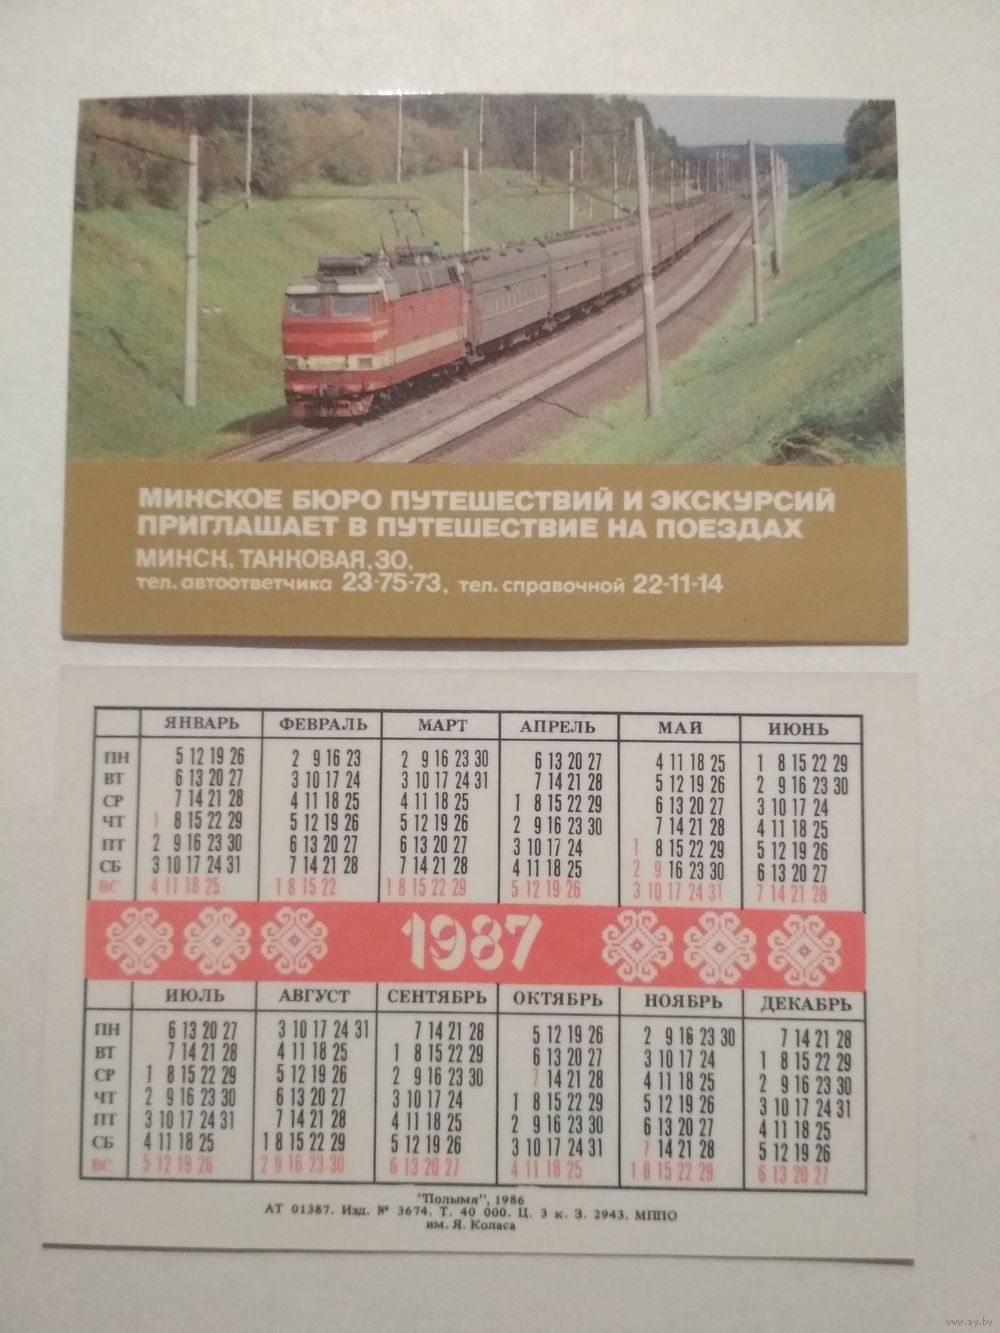 МИНСКОЕ БЮРО ПУТЕШЕСТВИЙ И ЭКСКУРСИЙ
ПРИГЛАШАЕТ В ПУТЕШЕСТВИЕ НА ПОЕЗДАХ
МИНСК, ТАНКОВАЯ,30,
тел. автоответчика 23-75-73, тел. справочной 22-11-14
ЯНВАРЬ ФЕВРАЛЬ МАРТ АПРЕЛЬ МАЙ ИЮНЬ
ПН 5 12 19 26 2 9 16 23 2 9 16 23 30 6 13 20 27 4 11 18 25 1 8 15 22 29
ВТ 6 13 20 27 3 10 17 24 3 10 17 24 31 7 14 21 28 5 12 19 26 2 9 16 23 30
СР 7 14 21 28 4 11 18 25 4 11 18 25 1 8 15 22 29 6 13 20 27 3 10 17 24
ЧТ 1 8 15 22 29 5 12 19 26 5 12 19 26 2 9 16 23 30 7 14 21 28 4 11 18 25
ПТ 2 9 16 23 30 6 13 20 27 6 13 20 27 3 10 17 24 1 8 15 22 29 5 12 19 26
СБ 3 10 17 24 31 7 14 21 28 7 14 21 28 4 11 18 25 2 9 16 23 30 6 13 20 27
ВС 4 11 18 25 1 8 15 22 1 8 15 22 29 5 12 19 26 3 10 17 24 31 7 14 21 28
1987
ИЮЛЬ АВГУСТ СЕНТЯБРЬ ОКТЯБРЬ НОЯБРЬ ДЕКАБРЬ
ПН 6 13 20 27 3 10 17 24 31 7 14 21 28 5 12 19 26 2 9 16 23 30 7 14 21 28
ВТ 7 14 21 28 4 11 18 25 1 8 15 22 29 6 13 20 27 3 10 17 24 1 8 15 22 29
СР 1 8 15 22 29 5 12 19 26 2 9 16 23 30 7 14 21 28 4 11 18 25 2 9 16 23 30
ЧТ 2 9 16 23 30 6 13 20 27 3 10 17 24 1 8 15 22 29 5 12 19 26 3 10 17 24 31
ПТ 3 10 17 24 31 7 14 21 28 4 11 18 25 2 9 16 23 30 6 13 20 27 4 11 18 25
СБ 4 11 18 25 1 8 15 22 29 5 12 19 26 3 10 17 24 31 7 14 21 28 5 12 19 26
ВС 5 12 19 26 2 9 16 23 30 6 13 20 27 4 11 18 25 1 8 15 22 29 6 13 20 27
"Полымя", 1986
АТ 01387. Изд. № 3674. Т. 40 000. Ц. 3 к. З. 2943. МППО
им. Я. Коласа
www.ay.by